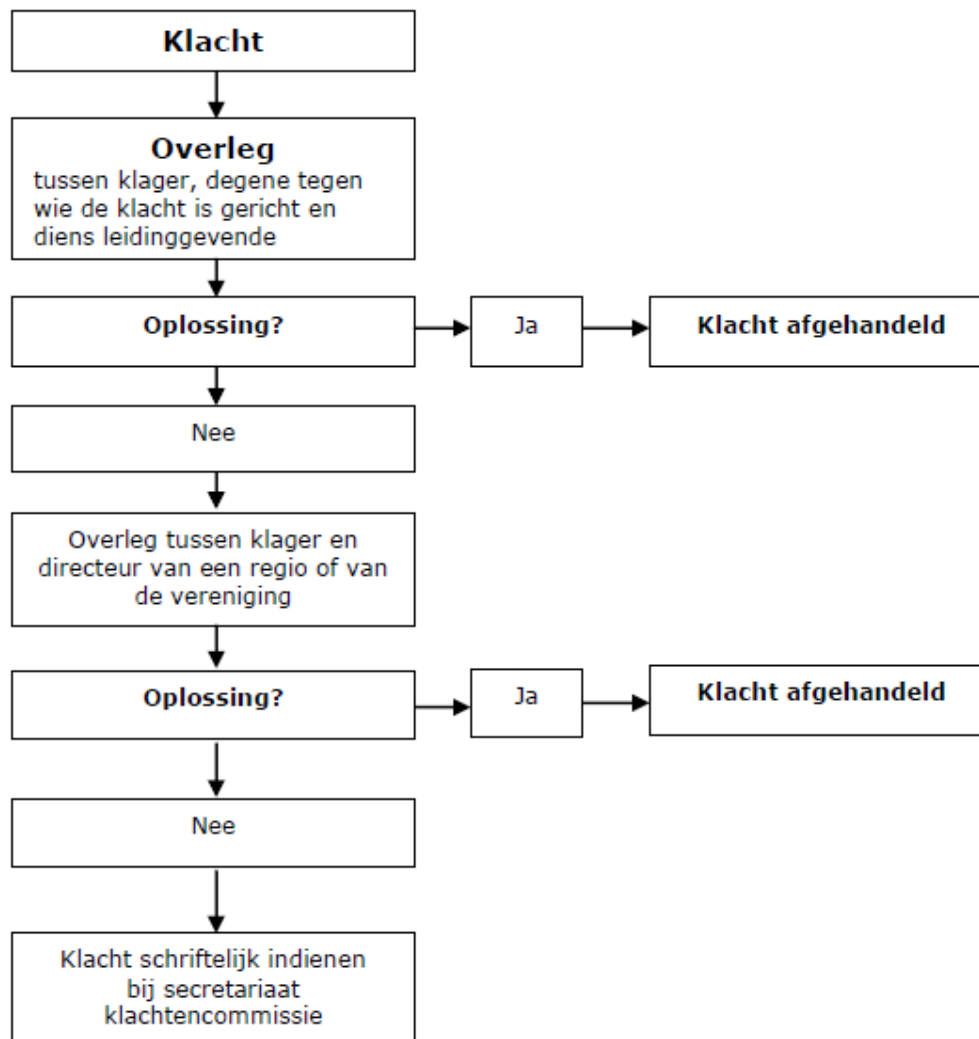 Klacht
Overleg
tussen klager, degene tegen
wie de klacht is gericht en
diens leidinggevende
Oplossing?
Ja
Klacht afgehandeld
Nee
Overleg tussen klager en
directeur van een regio of van
de vereniging
Oplossing?
Ja
Klacht afgehandeld
Nee
Klacht schriftelijk indienen
bij secretariaat
klachtencommissie